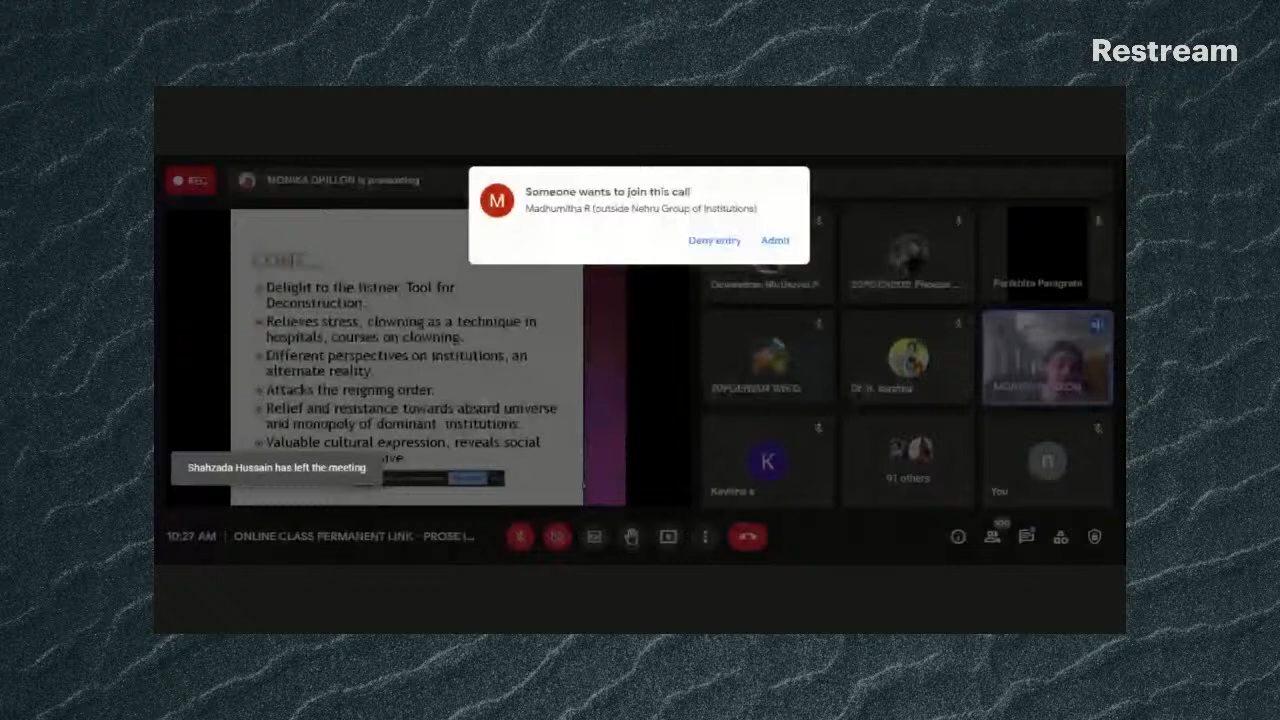 Restream
REC
MONIKA DHILLON is presenting
Someone wants to join this call
Madhumitha R (outside Nehru Group of Institutions)
Deny entry Admit
M
CONT...
Delight to the listner. Tool for
Deconstruction.
Relieves stress, clowning as a technique in
hospitals, courses on clowning.
Different perspectives on institutions, an
alternate reality.
Attacks the reigning order.
Relief and resistance towards absurd universe
and monopoly of dominant institutions.
Valuable cultural expression, reveals social
Shahzada Hussain has left the meeting
Parikhita Panigrahi
Dr. R.
K
Kavitha s
91 others
n
You
10:27 AM | ONLINE CLASS PERMANENT LINK - PROSE I...
100